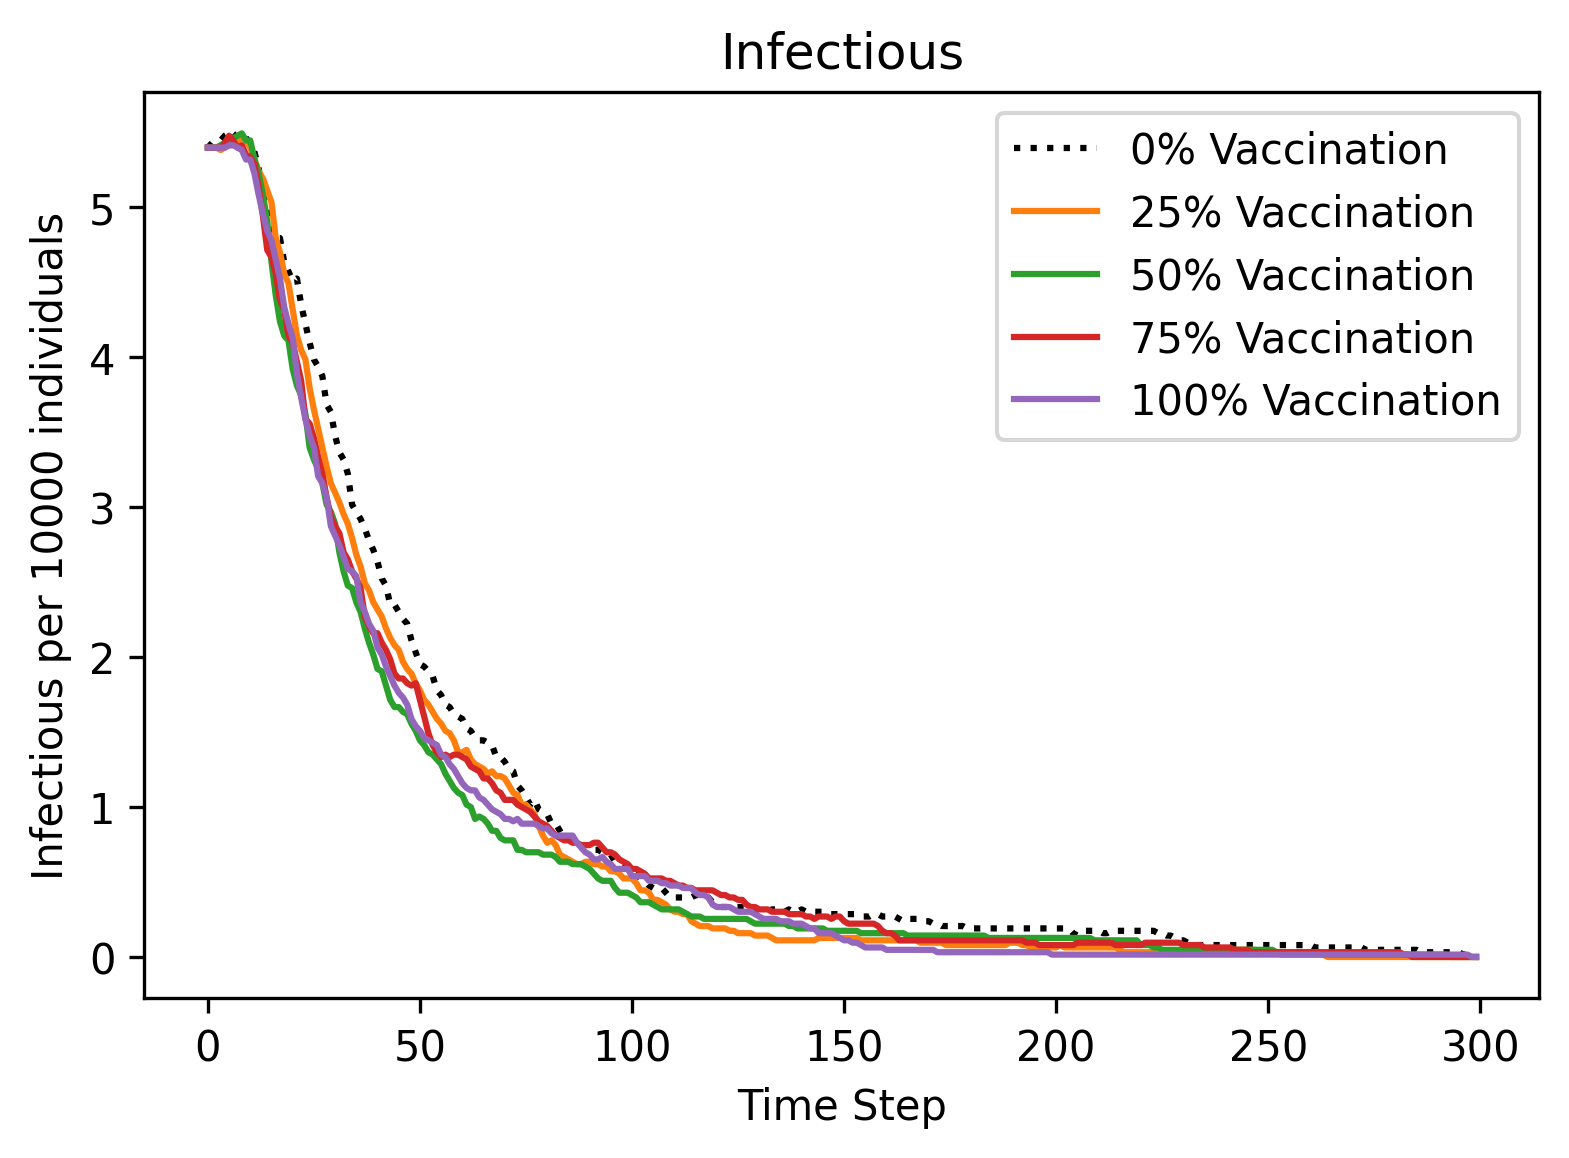 Infectious
Infectious per 10000 individuals
5
4
3
2
1
0
0% Vaccination
25% Vaccination
50% Vaccination
75% Vaccination
100% Vaccination
0 50 100 150 200 250 300
Time Step